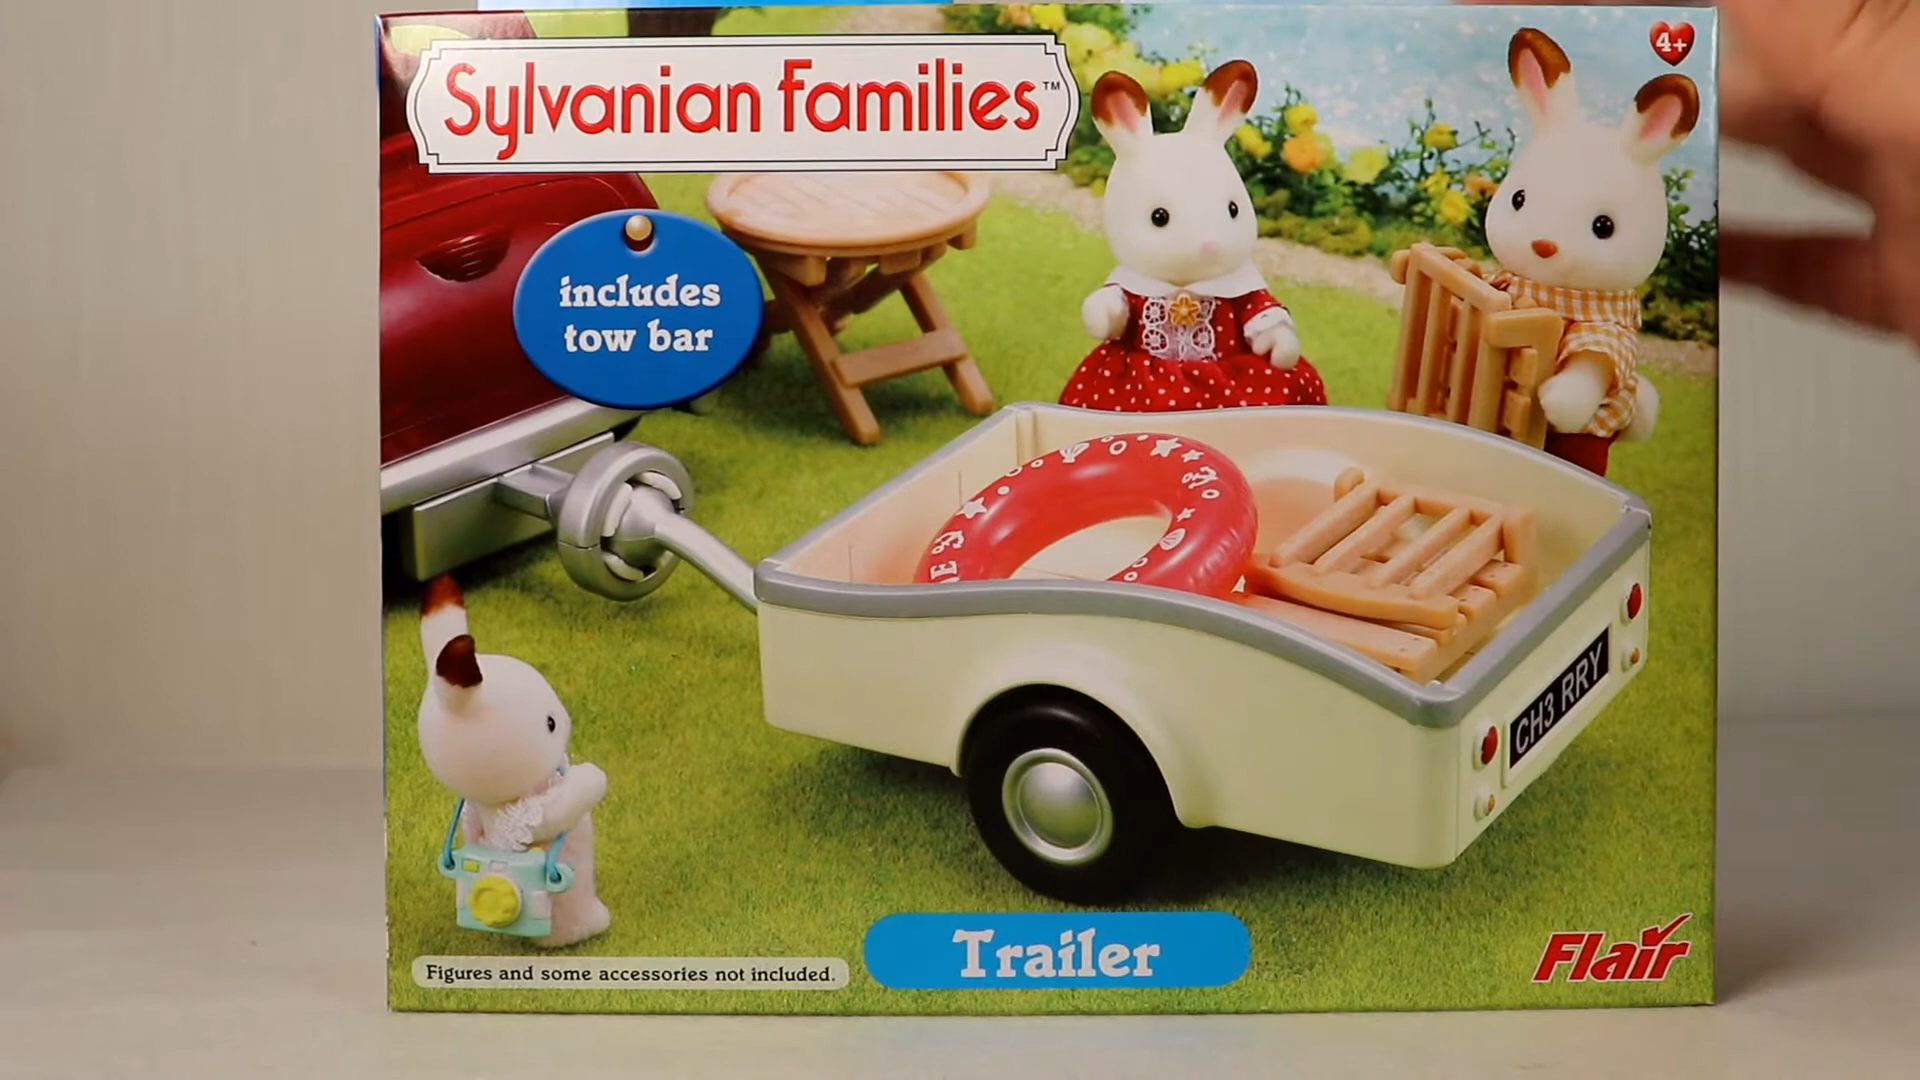 Sylvanian Families™
4+
includes
tow bar
CH3 RRY
Trailer
Figures and some accessories not included.
Flair